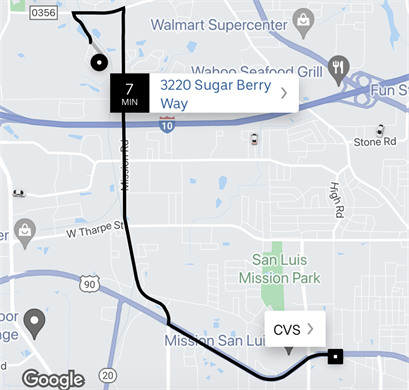 0356
Walmart Supercenter
Wahoo Seafood Grill
7
MIN
3220 Sugar Berry
Way
Fun St
10
Stone Rd
Mission Rd
High Rd
W Tharpe St
San Luis
Mission Park
90
Mission San Lui
CVS
Google